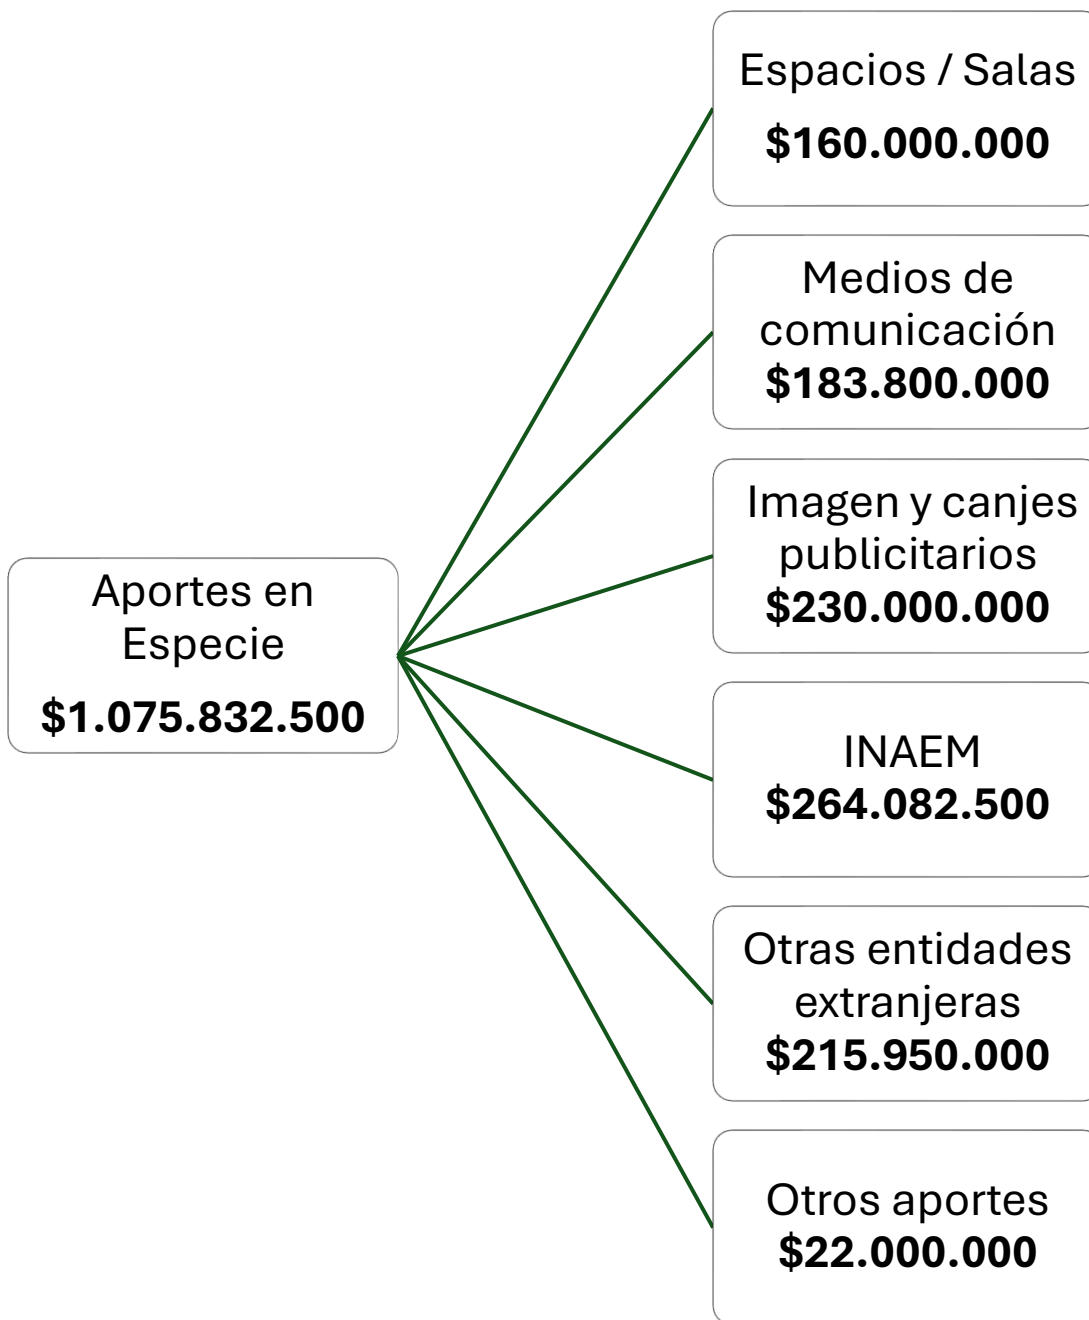 Aportes en
Especie
$1.075.832.500
Espacios / Salas
$160.000.000
Medios de
comunicación
$183.800.000
Imagen y canjes
publicitarios
$230.000.000
INAEM
$264.082.500
Otras entidades
extranjeras
$215.950.000
Otros aportes
$22.000.000